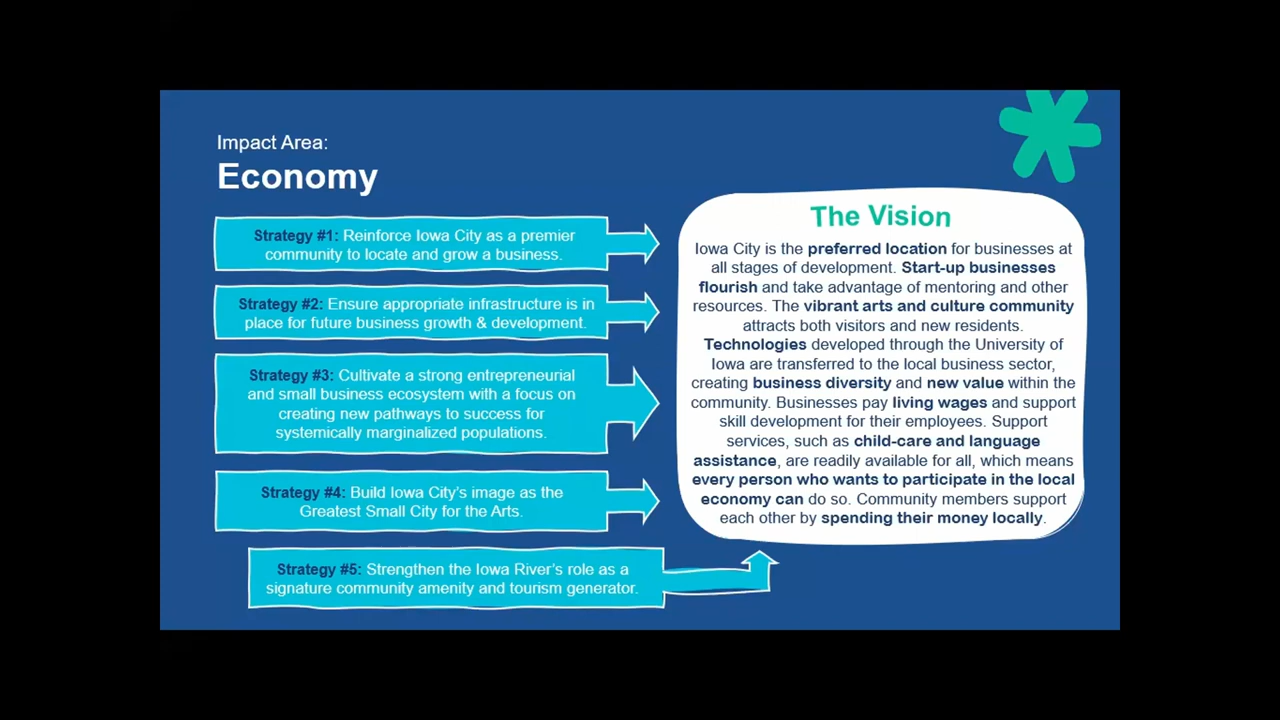 Impact Area:
Economy
Strategy #1: Reinforce Iowa City as a premier
community to locate and grow a business.
Strategy #2: Ensure appropriate infrastructure is in
place for future business growth & development.
Strategy #3: Cultivate a strong entrepreneurial
and small business ecosystem with a focus on
creating new pathways to success for
systemically marginalized populations.
Strategy #4: Build Iowa City's image as the
Greatest Small City for the Arts.
Strategy #5: Strengthen the Iowa River's role as a
signature community amenity and tourism generator.
The Vision
Iowa City is the preferred location for businesses at
all stages of development. Start-up businesses
flourish and take advantage of mentoring and other
resources. The vibrant arts and culture community
attracts both visitors and new residents.
Technologies developed through the University of
Iowa are transferred to the local business sector,
creating business diversity and new value within the
community. Businesses pay living wages and support
skill development for their employees. Support
services, such as child-care and language
assistance, are readily available for all, which means
every person who wants to participate in the local
economy can do so. Community members support
each other by spending their money locally.